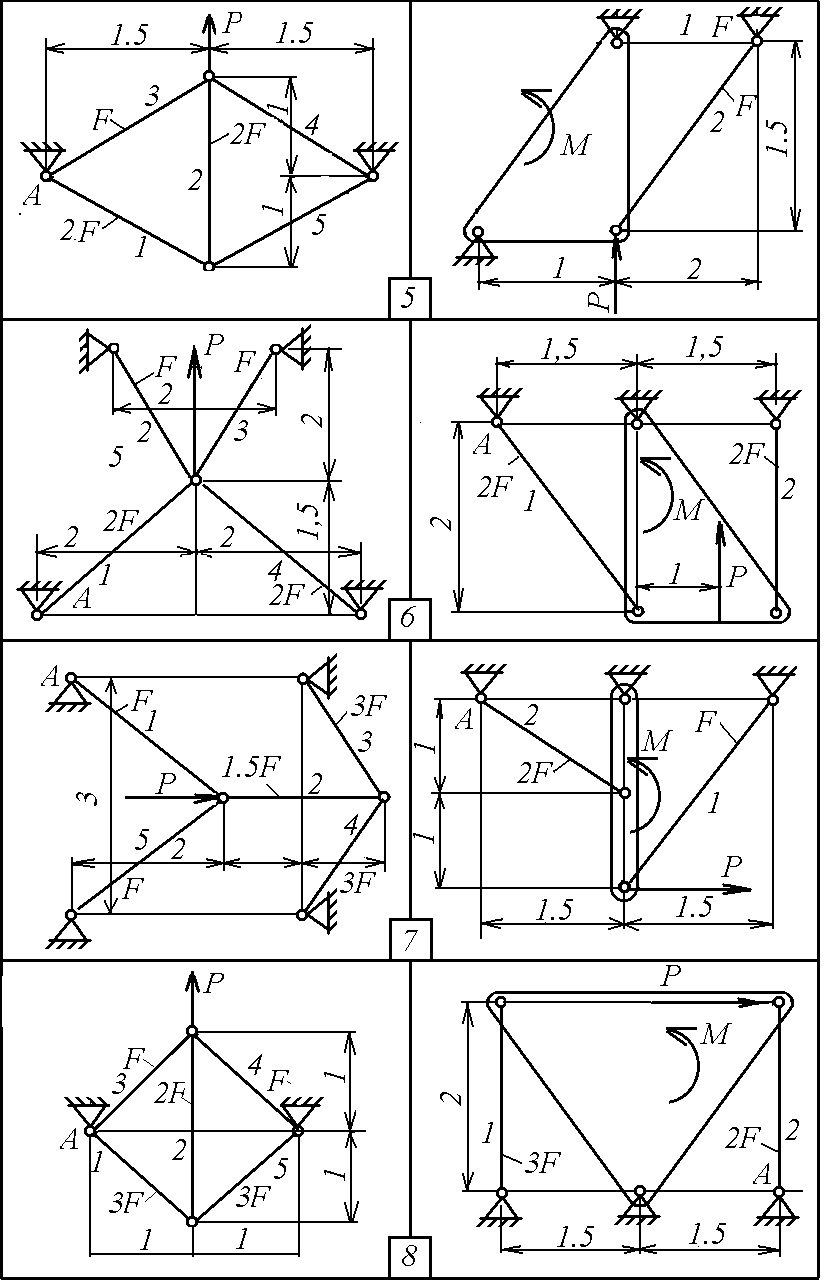 P
1.5 1.5
3 1
F 2F 4
A 2 1
2F 1 5
5
1 F
F
2 1.5
M
1 2
P
P
F F
2
2 3 2
5
2F 1,5
2 2
1 A 4
2F
6
1,5 1,5
A
2F 2F
1 2
2 M
1 P
A F
1 3F
3
1.5F
P 2
3
5 4
2
F 3F
7
A 2 F
1 M
2F
1
1 P
1.5 1.5
P
F 4
3 F 1
2F
A
1 2 5 1
3F 3F
1 1
8
P
M
2
1 2
3F 2F
A
1.5 1.5